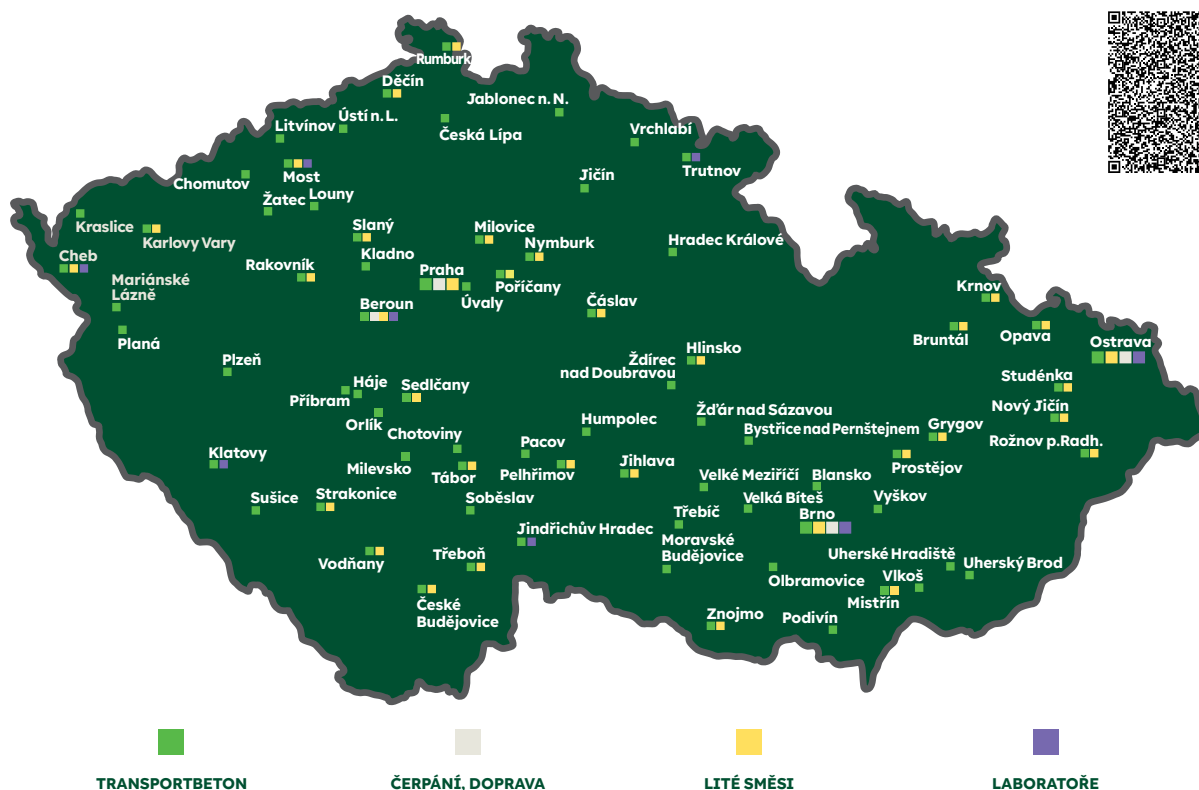 Rumburk
Děčín
Jablonec n. N.
Ústí n. L.
Česká Lípa
Litvínov
Vrchlabí
Trutnov
Most
Chomutov
Jičín
Žatec
Louny
Kraslice
Karlovy Vary
Slaný
Milovice
Nymburk
Hradec Králové
Cheb
Kladno
Rakovník
Praha
Poříčany
Mariánské
Lázně
Úvaly
Krnov
Beroun
Čáslav
Planá
Bruntál
Opava
Ostrava
Plzeň
Hlinsko
Ždírec
nad Doubravou
Studénka
Háje
Sedlčany
Příbram
Orlík
Nový Jičín
Žďár nad Sázavou
Humpolec
Chotoviny
Bystřice nad Pernštejnem
Grygov
Rožnov p.Radh.
Klatovy
Milevsko
Pacov
Tábor
Pelhřimov
Jihlava
Prostějov
Velké Meziříčí
Blansko
Sušice
Strakonice
Soběslav
Velká Bíteš
Vyškov
Třebíč
Brno
Jindřichův Hradec
Moravské
Budějovice
Vodňany
Třeboň
Uherské Hradiště
Uherský Brod
Olbramovice
Vlkoš
Mistřín
České
Budějovice
Znojmo
Podivín
TRANSPORTBETON
ČERPÁNÍ, DOPRAVA
LITÉ SMĚSI
LABORATOŘE